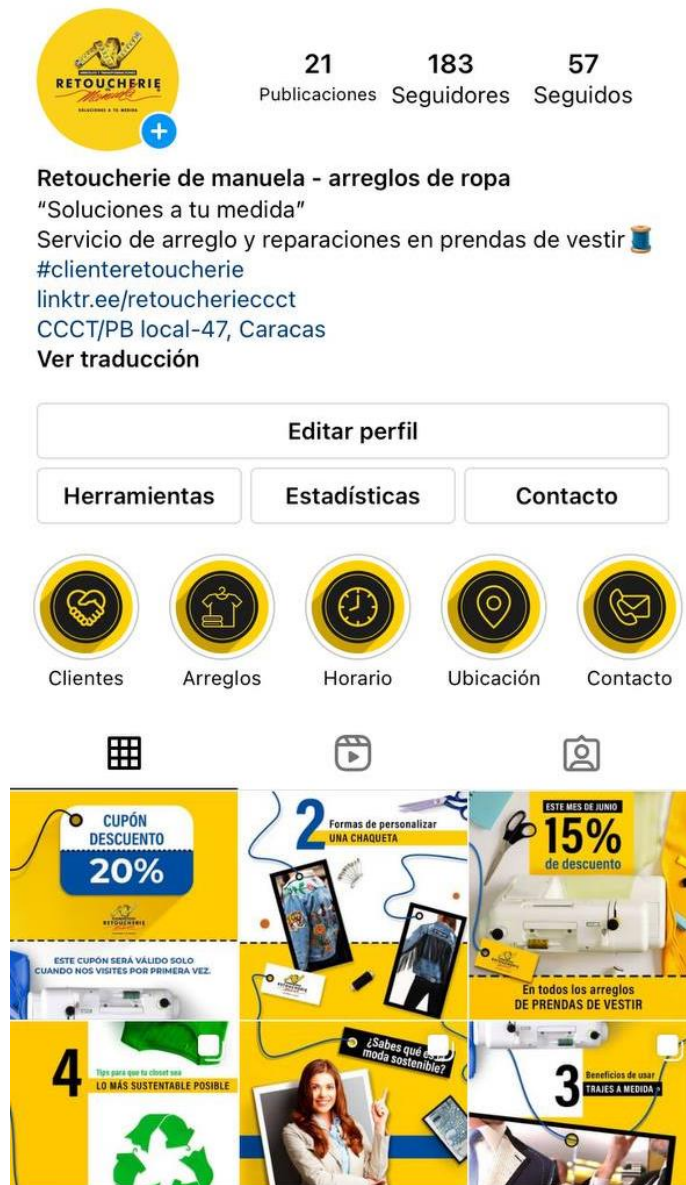 RETOUCHERIE
Manuela
SOLUCIONES A TU MEDIDA
21
183
57
Publicaciones
Seguidores
Seguidos
Retoucherie de manuela - arreglos de ropa
“Soluciones a tu medida”
Servicio de arreglo y reparaciones en prendas de vestir
#clienteretoucherie
linktr.ee/retoucherieccct
CCCT/PB local-47, Caracas
Ver traducción
Editar perfil
Herramientas
Estadísticas
Contacto
Clientes
Arreglos
Horario
Ubicación
Contacto
CUPÓN
DESCUENTO
20%
RETOUCHERIE
ESTE CUPÓN SERÁ VÁLIDO SOLO
CUANDO NOS VISITES POR PRIMERA VEZ.
2
Formas de personalizar
UNA CHAQUETA
RETOUCHERIE
ESTE MES DE JUNIO
15%
de descuento
En todos los arreglos
DE PRENDAS DE VESTIR
4
Tips para que tu closet sea
LO MÁS SUSTENTABLE POSIBLE
¿Sabes qué es
moda sostenible?
3
Beneficios de usar
TRAJES A MEDIDA